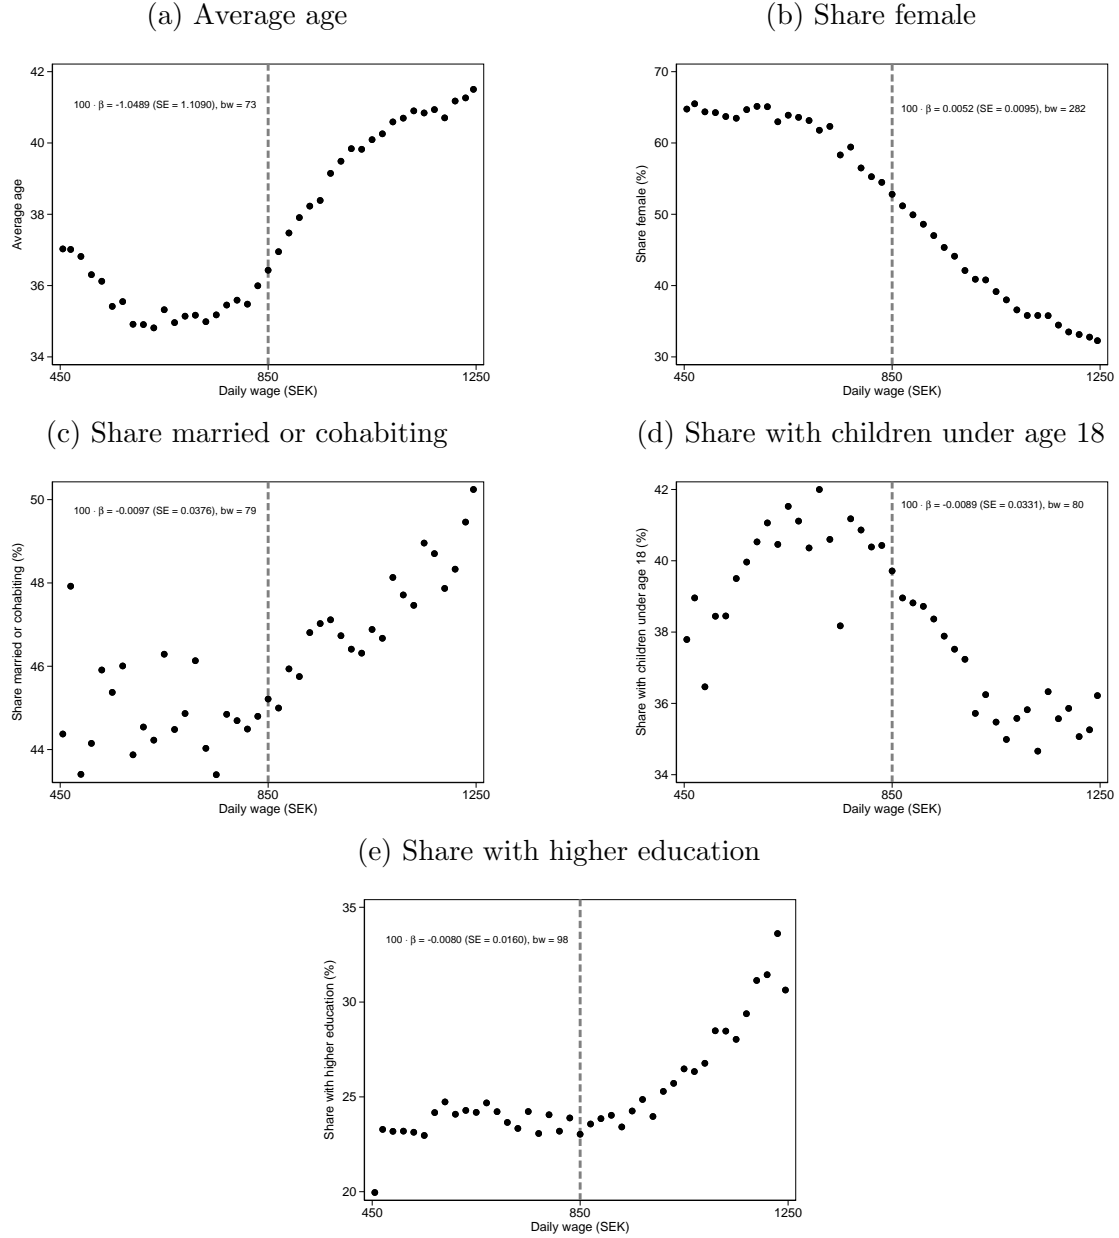 (a) Average age
42
40
38
36
34
Average age
100 · β = -1.0489 (SE = 1.1090), bw = 73
450
850
1250
Daily wage (SEK)
(b) Share female
70
60
50
40
30
Share female (%)
100 · β = 0.0052 (SE = 0.0095), bw = 282
450
850
1250
Daily wage (SEK)
(c) Share married or cohabiting
50
48
46
44
Share married or cohabiting (%)
100 · β = -0.0097 (SE = 0.0376), bw = 79
450
850
1250
Daily wage (SEK)
(d) Share with children under age 18
42
40
38
36
34
Share with children under age 18 (%)
100 · β = -0.0089 (SE = 0.0331), bw = 80
450
850
1250
Daily wage (SEK)
(e) Share with higher education
35
30
25
20
Share with higher education (%)
100 · β = -0.0080 (SE = 0.0160), bw = 98
450
850
1250
Daily wage (SEK)